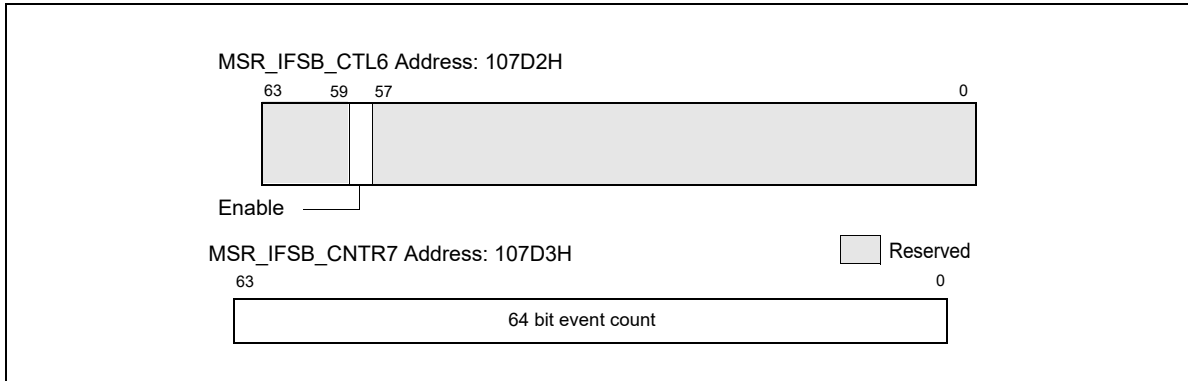 MSR_IFSB_CTL6 Address: 107D2H
63 59 57 0
Enable
MSR_IFSB_CNTR7 Address: 107D3H
Reserved
63 0
64 bit event count